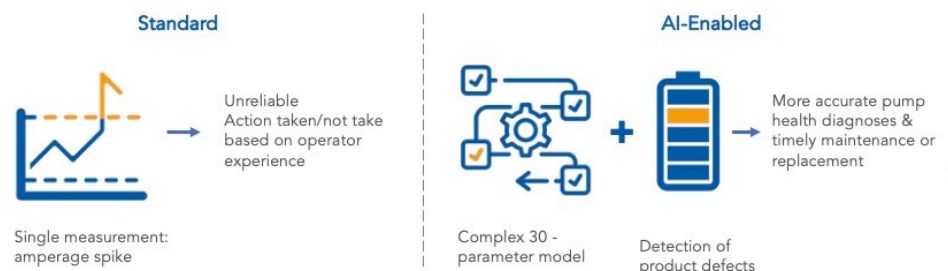 Standard
Unreliable
Action taken/not take
based on operator
experience
Single measurement:
amperage spike
AI-Enabled
More accurate pump
health diagnoses &
timely maintenance or
replacement
Complex 30 -
parameter model
+
Detection of
product defects